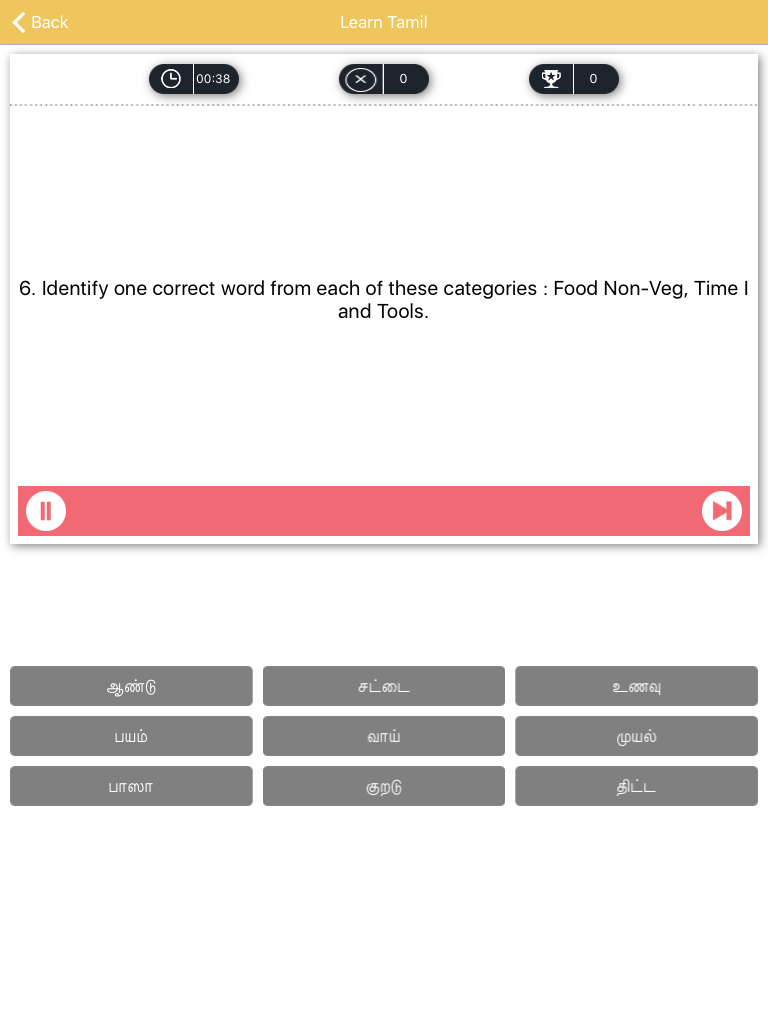 Back
Learn Tamil
00:38
0
0
6. Identify one correct word from each of these categories : Food Non-Veg, Time I
and Tools.
ஆண்டு
சட்டை
உணவு
பயம்
வாய்
முயல்
பாஸா
குறடு
திட்ட